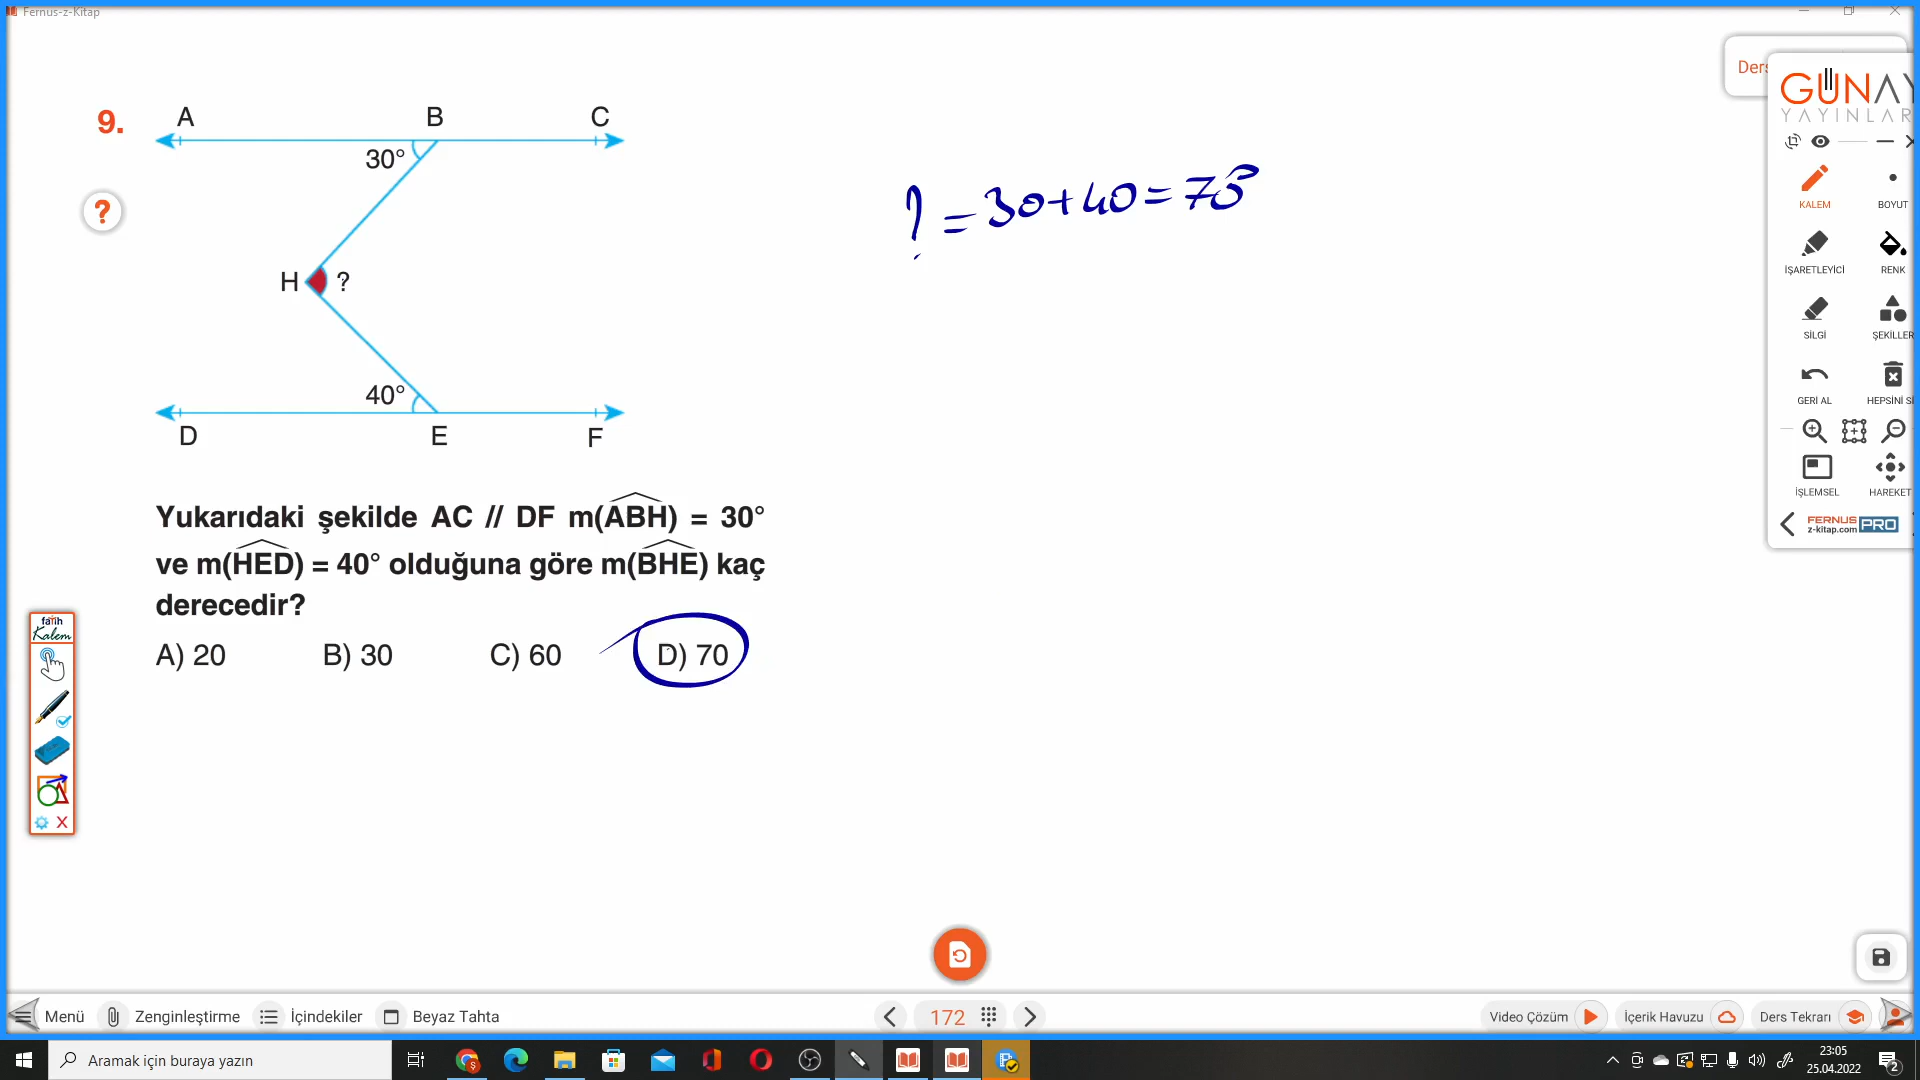 Fernus-z-Kitap
9.
A B C
30°
H ?
40°
D E F
?
! = 30+40=70°
Yukarıdaki şekilde AC // DF m(ABH) = 30°
ve m(HED) = 40° olduğuna göre m(BHE) kaç
derecedir?
A) 20 B) 30 C) 60 D) 70
fatih
Kalem
Ders
GÜNAY
YAYINLAR
KALEM BOYUT
İŞARETLEYİCİ RENK
SİLGİ ŞEKİLLER
GERİ AL HEPSİNİ Sİ
İŞLEMSEL HAREKET
FERNUS
z-kitap.com PRO
Menü Zenginleştirme İçindekiler Beyaz Tahta
172
Video Çözüm İçerik Havuzu Ders Tekrarı
Aramak için buraya yazın
23:05
25.04.2022
2